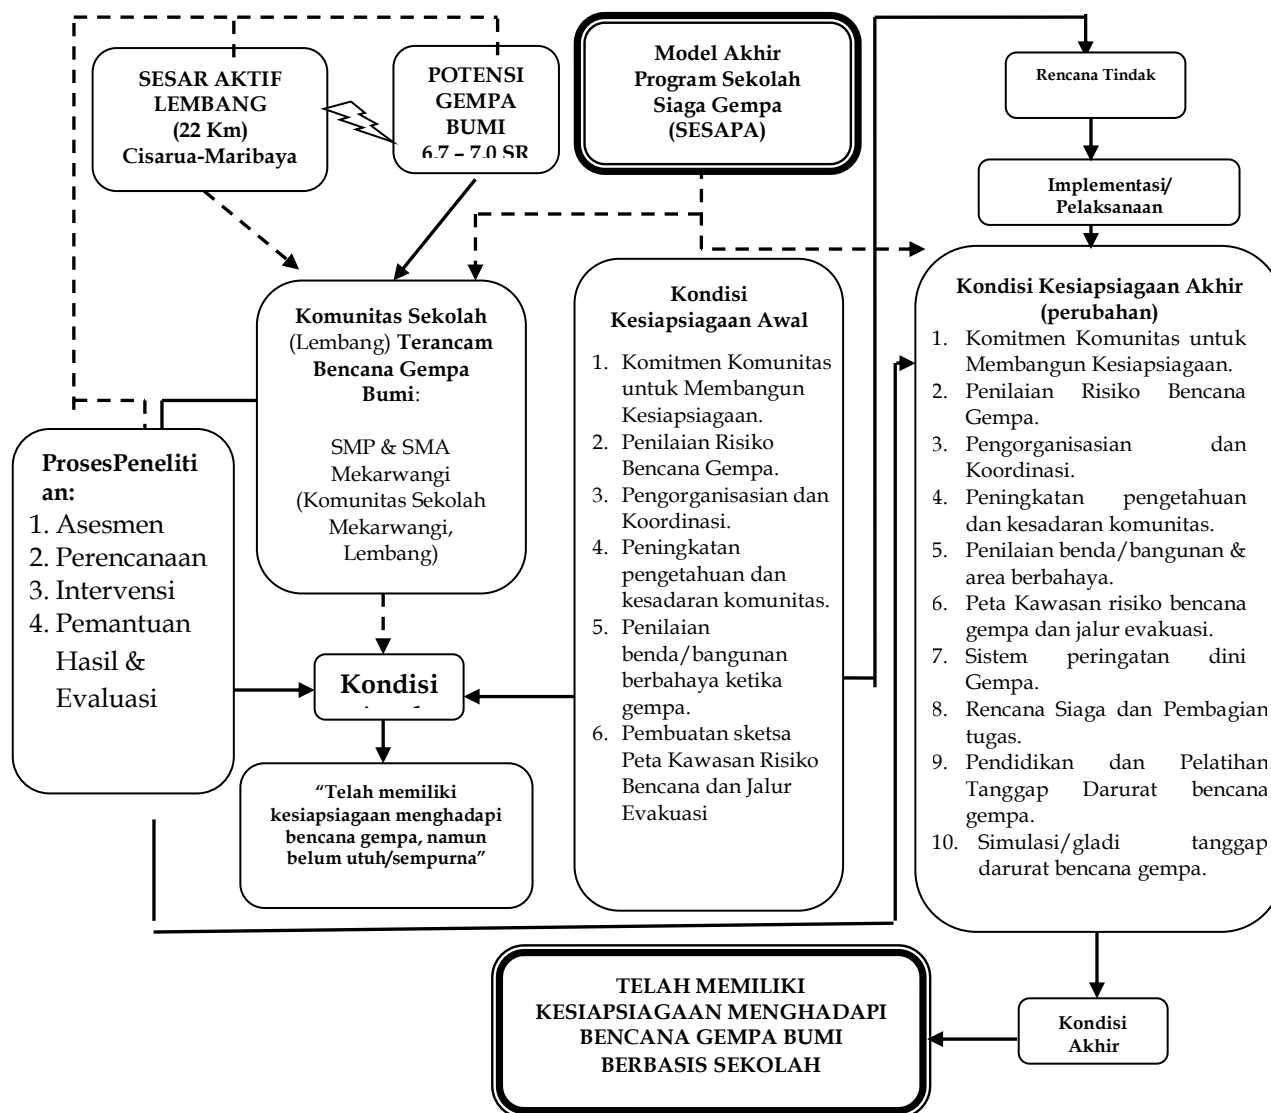 SESAR AKTIF
LEMBANG
(22 Km)
Cisarua-Maribaya
POTENSI
GEMPA
BUMI
6.7 – 7.0 SR
Model Akhir
Program Sekolah
Siaga Gempa
(SESAPA)
Rencana Tindak
Implementasi/
Pelaksanaan
Komunitas Sekolah
(Lembang) Terancam
Bencana Gempa
Bumi:
SMP & SMA
Mekarwangi
(Komunitas Sekolah
Mekarwangi,
Lembang)
ProsesPeneliti
an:
1. Asesmen
2. Perencanaan
3. Intervensi
4. Pemantuan
Hasil &
Evaluasi
Kondisi
“Telah memiliki
kesiapsiagaan menghadapi
bencana gempa, namun
belum utuh/sempurna”
Kondisi
Kesiapsiagaan Awal
1. Komitmen Komunitas
untuk Membangun
Kesiapsiagaan.
2. Penilaian Risiko
Bencana Gempa.
3. Pengorganisasian dan
Koordinasi.
4. Peningkatan
pengetahuan dan
kesadaran komunitas.
5. Penilaian
benda/bangunan
berbahaya ketika
gempa.
6. Pembuatan sketsa
Peta Kawasan Risiko
Bencana dan Jalur
Evakuasi
Kondisi Kesiapsiagaan Akhir
(perubahan)
1. Komitmen Komunitas untuk
Membangun Kesiapsiagaan.
2. Penilaian Risiko Bencana
Gempa.
3. Pengorganisasian dan
Koordinasi.
4. Peningkatan pengetahuan
dan kesadaran komunitas.
5. Penilaian benda/bangunan &
area berbahaya.
6. Peta Kawasan risiko bencana
gempa dan jalur evakuasi.
7. Sistem peringatan dini
Gempa.
8. Rencana Siaga dan Pembagian
tugas.
9. Pendidikan dan Pelatihan
Tanggap Darurat bencana
gempa.
10. Simulasi/gladi tanggap
darurat bencana gempa.
TELAH MEMILIKI
KESIAPSIAGAAN MENGHADAPI
BENCANA GEMPA BUMI
BERBASIS SEKOLAH
Kondisi
Akhir